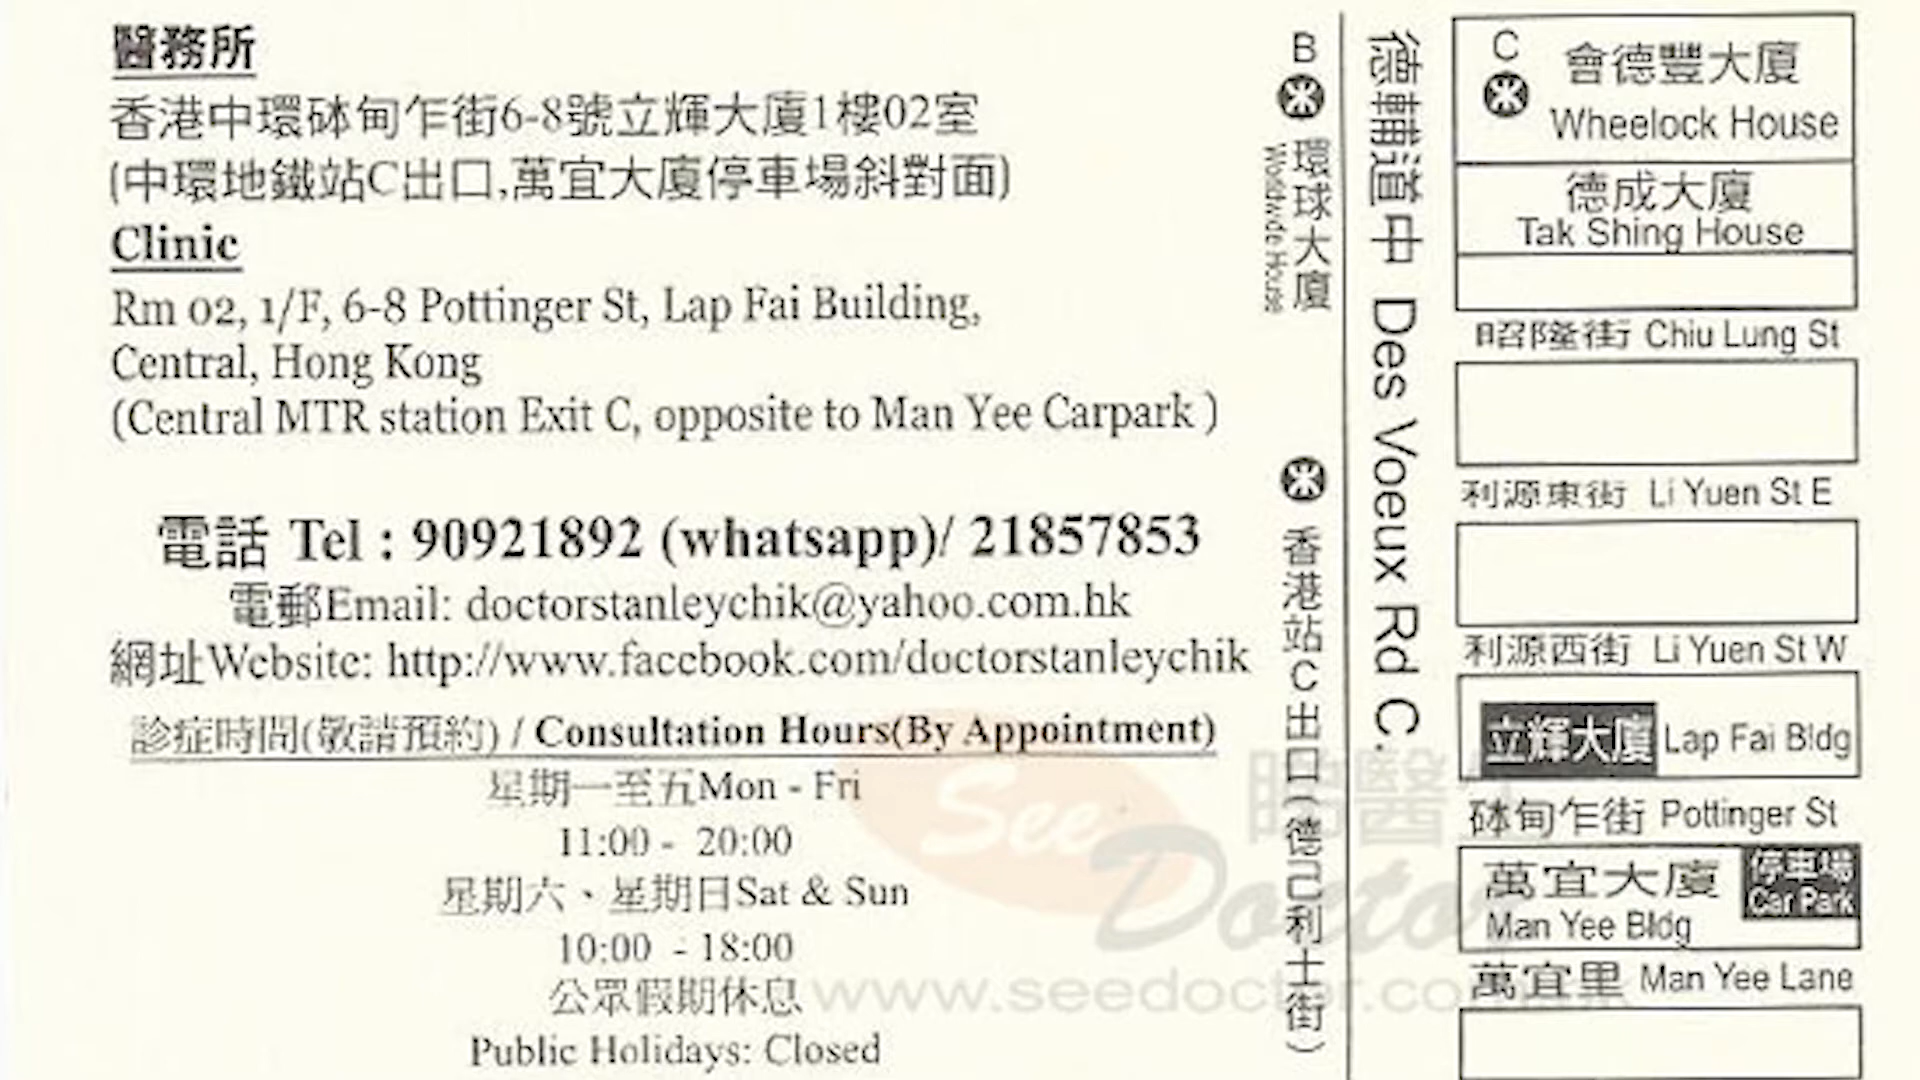 醫務所
香港中環砵甸乍街6-8號立輝大廈1樓02室
(中環地鐵站C出口,萬宜大廈停車場斜對面)
Clinic
Rm 02, 1/F, 6-8 Pottinger St, Lap Fai Building,
Central, Hong Kong
(Central MTR station Exit C, opposite to Man Yee Carpark )
電話 Tel : 90921892 (whatsapp)/ 21857853
電郵Email: doctorstanleychik@yahoo.com.hk
網址Website: http://www.facebook.com/doctorstanleychik
診症時間(敬請預約) / Consultation Hours(By Appointment)
星期一至五Mon - Fri
11:00 - 20:00
星期六、星期日Sat & Sun
10:00 - 18:00
公眾假期休息
Public Holidays: Closed
B
環球大廈
Worldwide House
香港站C出口(德己利士街)
德輔道中 Des Voeux Rd C.
C
會德豐大廈
Wheelock House
德成大廈
Tak Shing House
昭隆街 Chiu Lung St
利源東街 Li Yuen St E
利源西街 Li Yuen St W
立輝大廈 Lap Fai Bldg
砵甸乍街 Pottinger St
萬宜大廈
Man Yee Bldg
停車場
Car Park
萬宜里 Man Yee Lane
See
Doctor
www.seedoctor.co